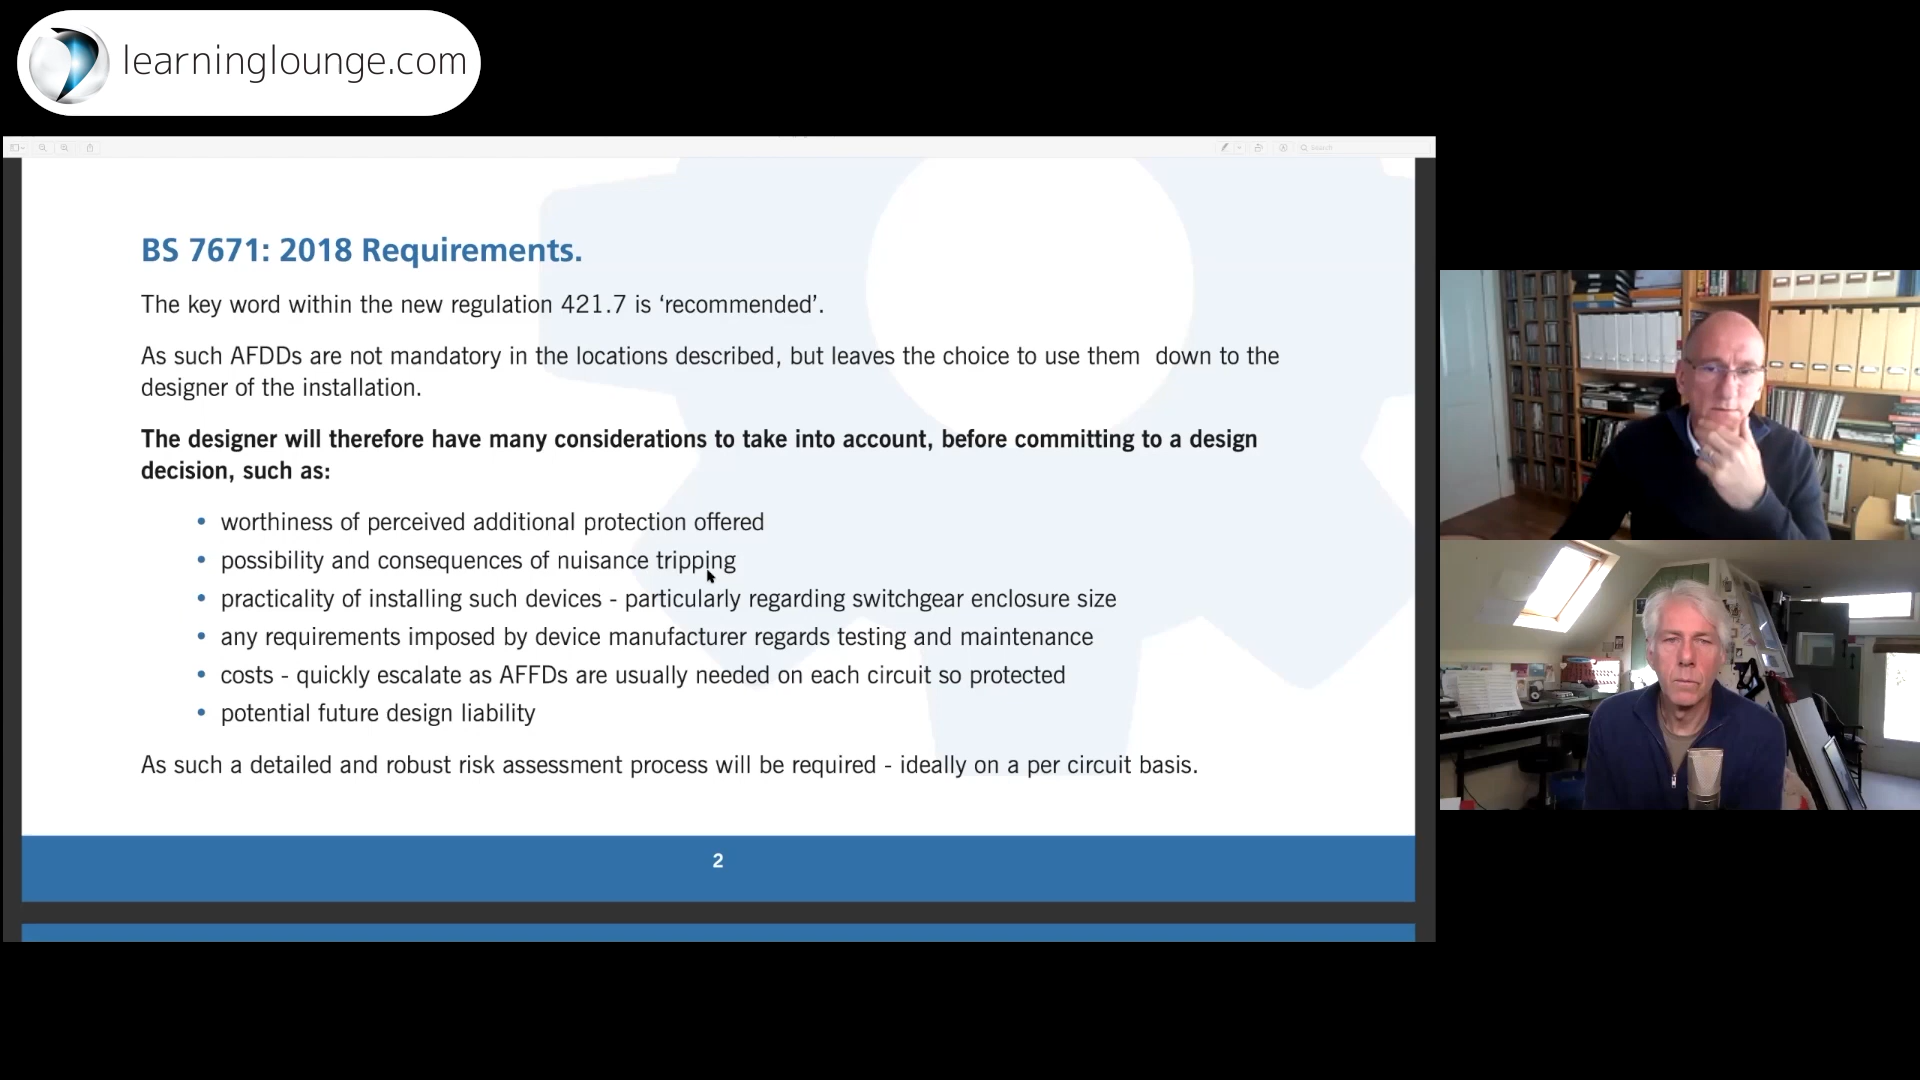 learninglounge.com
Search
BS 7671: 2018 Requirements.
The key word within the new regulation 421.7 is ‘recommended’.
As such AFDDs are not mandatory in the locations described, but leaves the choice to use them down to the
designer of the installation.
The designer will therefore have many considerations to take into account, before committing to a design
decision, such as:
• worthiness of perceived additional protection offered
• possibility and consequences of nuisance tripping
• practicality of installing such devices - particularly regarding switchgear enclosure size
• any requirements imposed by device manufacturer regards testing and maintenance
• costs - quickly escalate as AFFDs are usually needed on each circuit so protected
• potential future design liability
As such a detailed and robust risk assessment process will be required - ideally on a per circuit basis.
2